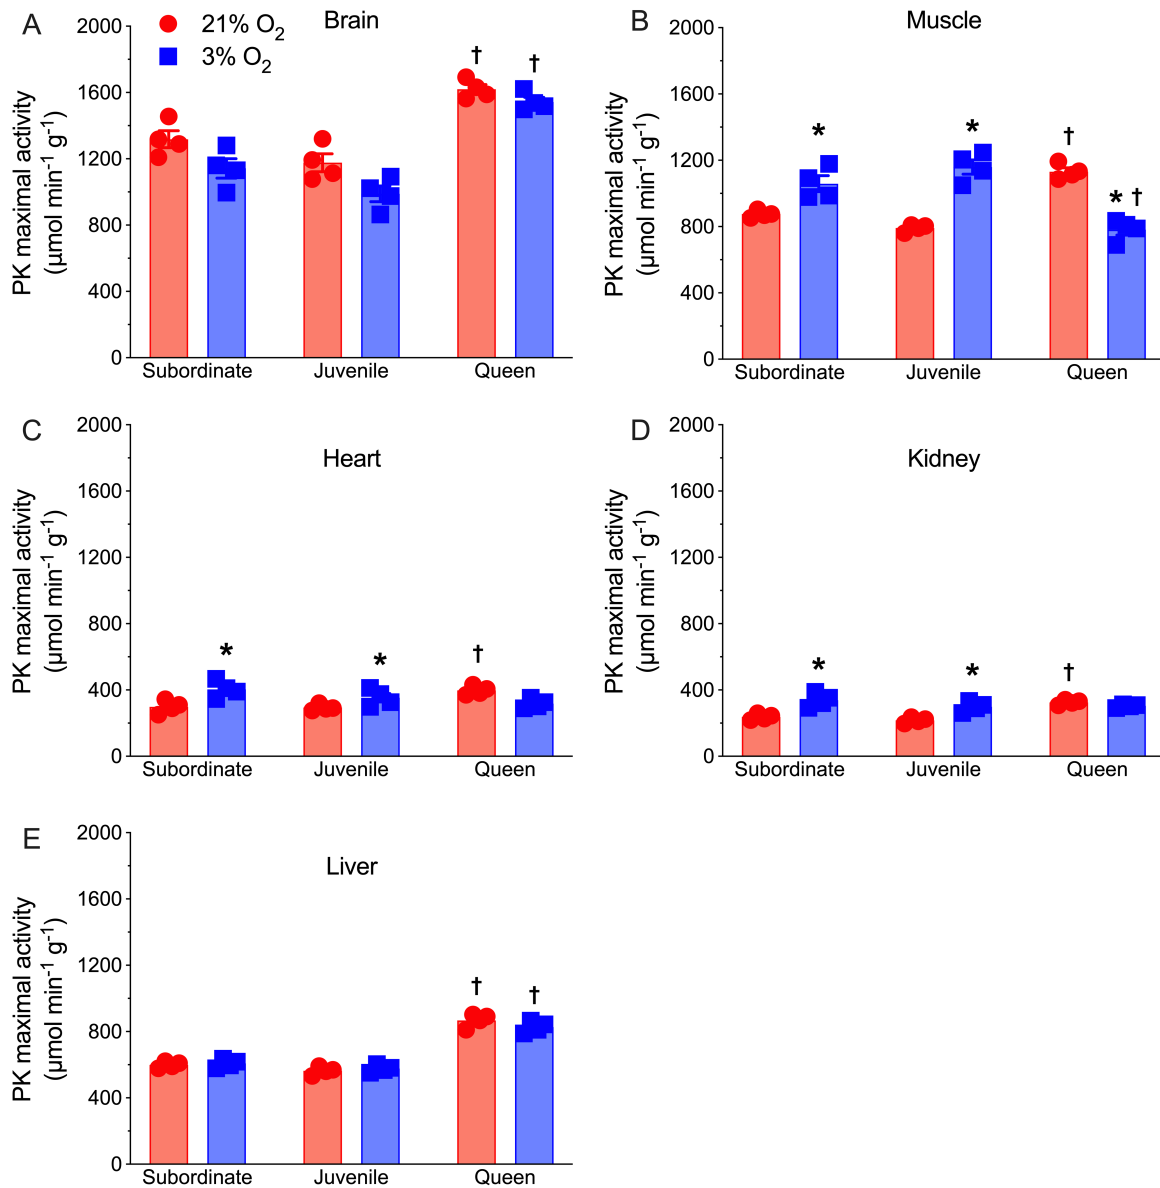 A
Brain
21% O2
3% O2
PK maximal activity
(µmol min-1 g-1)
2000
1600
1200
800
400
0
†
†
Subordinate
Juvenile
Queen
B
Muscle
PK maximal activity
(µmol min-1 g-1)
2000
1600
1200
800
400
0
*
*
†
* †
Subordinate
Juvenile
Queen
C
Heart
PK maximal activity
(µmol min-1 g-1)
2000
1600
1200
800
400
0
*
*
†
Subordinate
Juvenile
Queen
D
Kidney
PK maximal activity
(µmol min-1 g-1)
2000
1600
1200
800
400
0
*
*
†
Subordinate
Juvenile
Queen
E
Liver
PK maximal activity
(µmol min-1 g-1)
2000
1600
1200
800
400
0
†
†
Subordinate
Juvenile
Queen